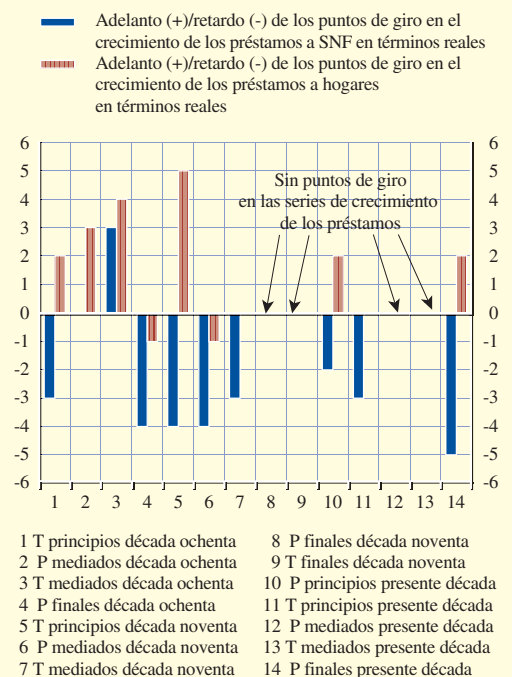 Adelanto (+)/retardo (-) de los puntos de giro en el
crecimiento de los préstamos a SNF en términos reales
Adelanto (+)/retardo (-) de los puntos de giro en el
crecimiento de los préstamos a hogares
en términos reales
6 6
5 5
4 4
3 3
2 2
1 1
0 0
-1 -1
-2 -2
-3 -3
-4 -4
-5 -5
-6 -6
Sin puntos de giro
en las series de crecimiento
de los préstamos
1 2 3 4 5 6 7 8 9 10 11 12 13 14
1 T principios década ochenta
2 P mediados década ochenta
3 T mediados década ochenta
4 P finales década ochenta
5 T principios década noventa
6 P mediados década noventa
7 T mediados década noventa
8 P finales década noventa
9 T finales década noventa
10 P principios presente década
11 T principios presente década
12 P mediados presente década
13 T mediados presente década
14 P finales presente década